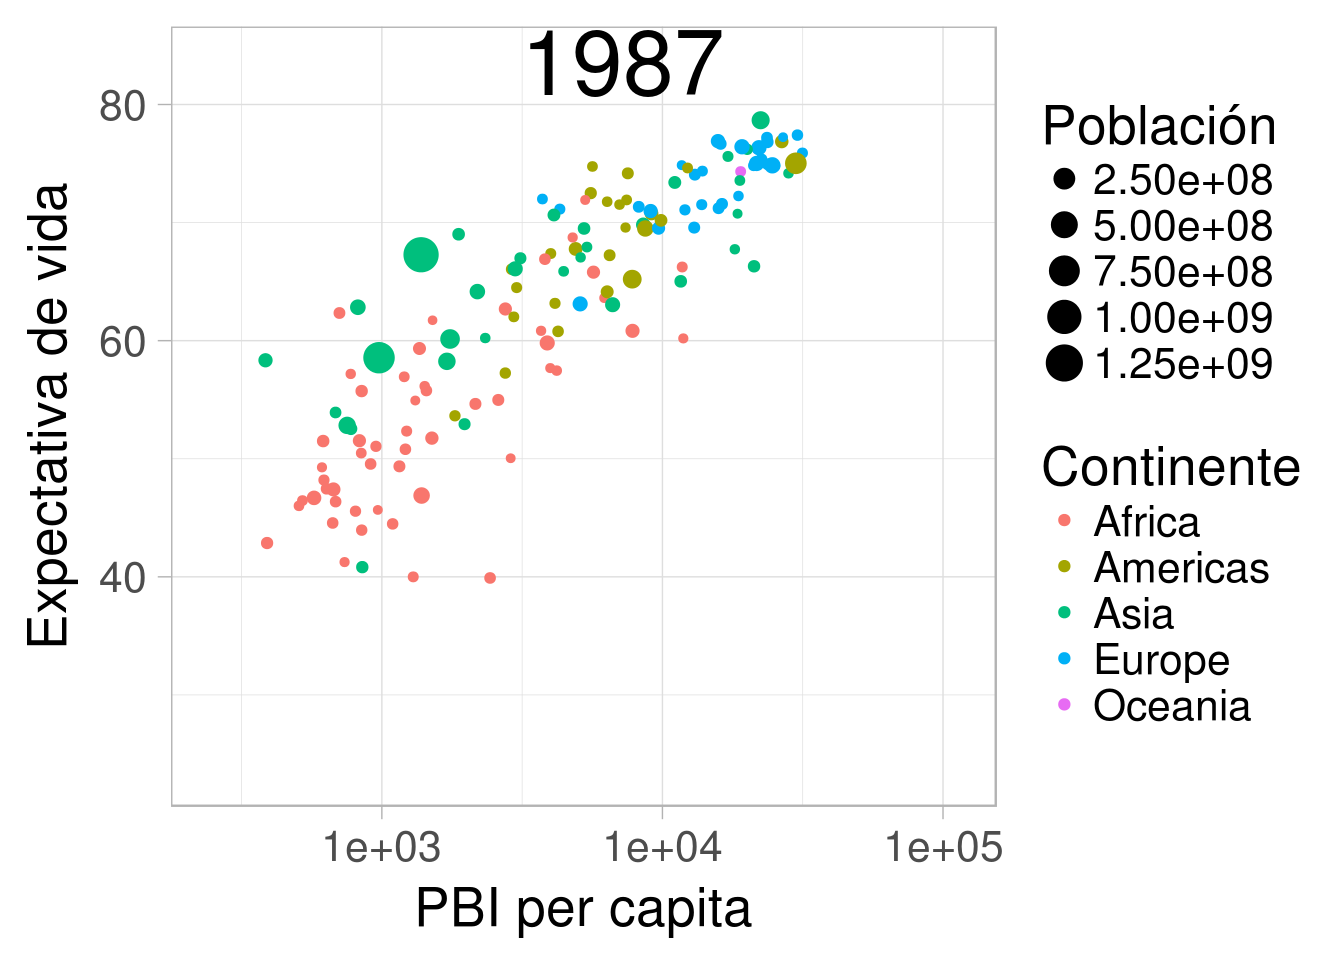 1987
Expectativa de vida
80
60
40
1e+03
1e+04
1e+05
PBI per capita
Población
2.50e+08
5.00e+08
7.50e+08
1.00e+09
1.25e+09
Continente
Africa
Americas
Asia
Europe
Oceania